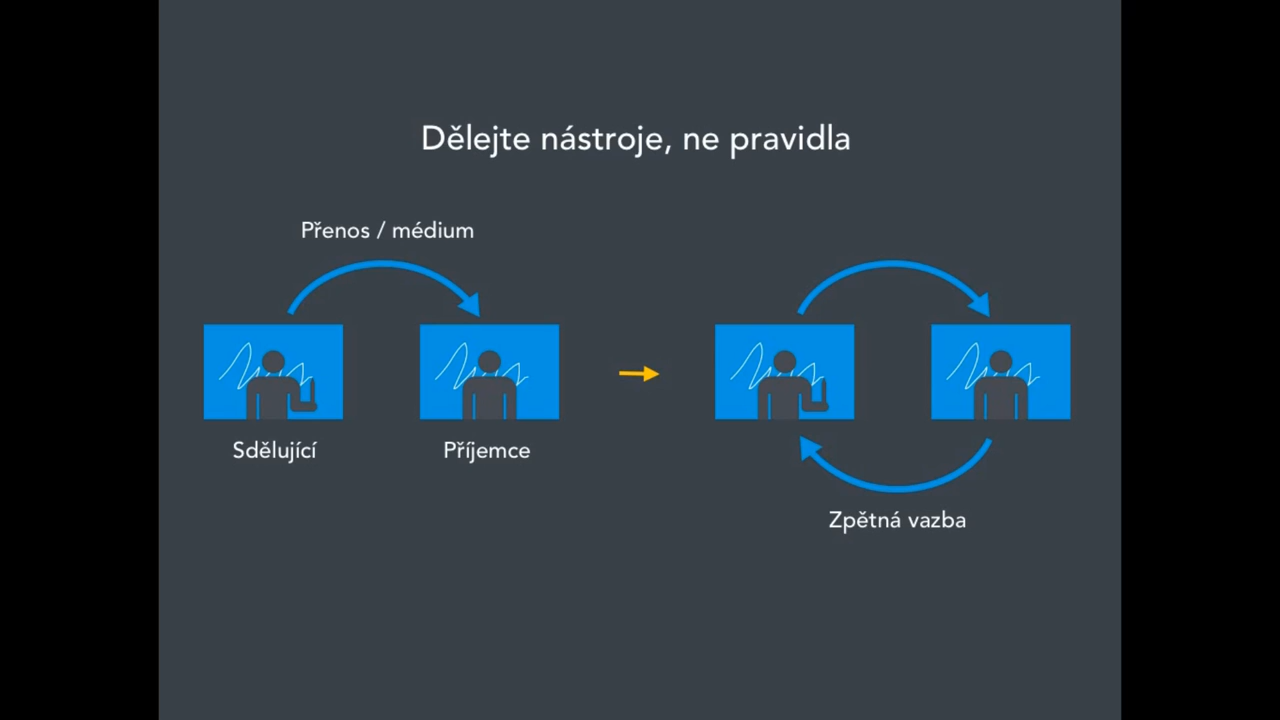 Dělejte nástroje, ne pravidla
Přenos / médium
Sdělující
Příjemce
Zpětná vazba